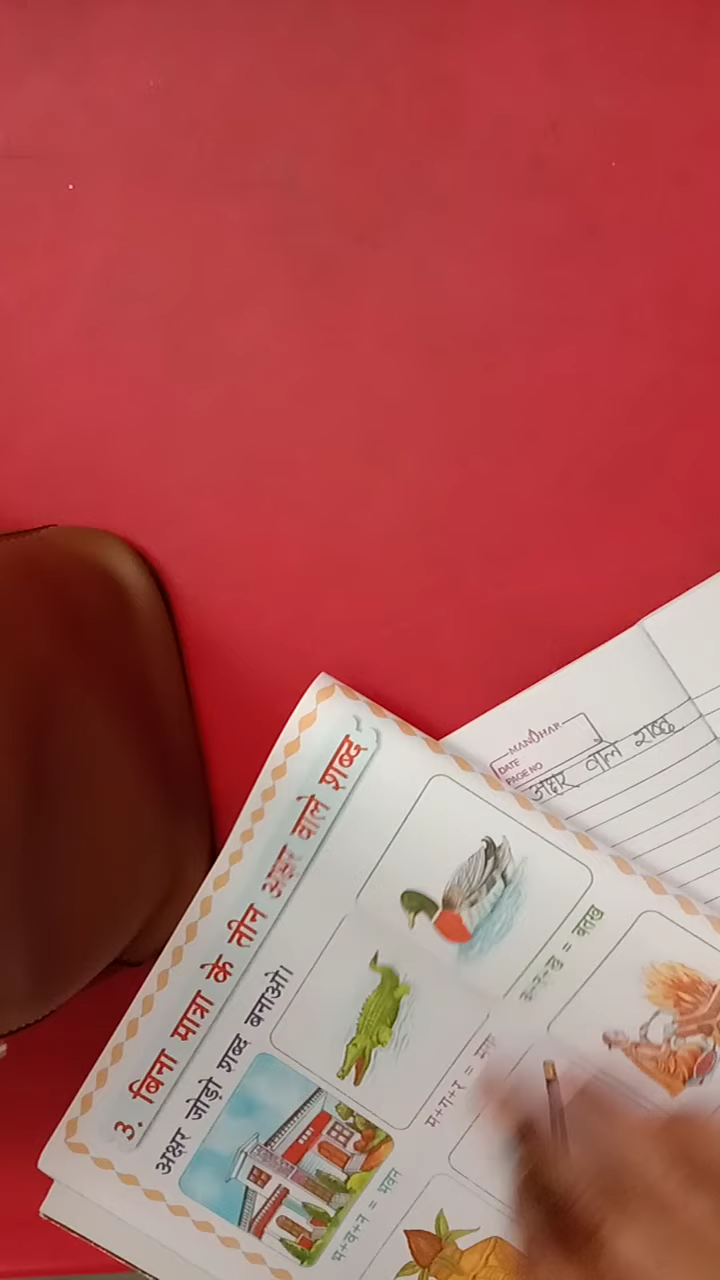 3. बिना मात्रा के तीन अक्षर वाले शब्द
अक्षर जोड़ो शब्द बनाओ।
भ+व+न = भवन
म+ग+र = मगर
ब+त+ख = बतख
MANOHAR
DATE
PAGE NO
अक्षर वाले शब्द